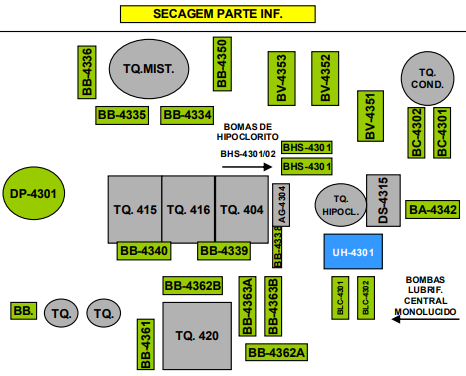 SECAGEM PARTE INF.
BB-4336
TQ.MIST.
BB-4350
BV-4353
BV-4352
TQ.
COND.
BB-4335
BB-4334
BV-4351
BC-4302
BC-4301
BOMAS DE
HIPOCLORITO
BHS-4301/02
BHS-4301
BHS-4301
DP-4301
TQ. 415
TQ. 416
TQ. 404
AG-4304
TQ.
HIPOCL.
DS-4315
BA-4342
BB-4340
BB-4339
BB-4338
UH-4301
BB-4362B
BB-4363A
BB-4363B
BLC-4301
BLC-4302
BOMBAS
LUBRIF.
CENTRAL
MONOLUCIDO
BB.
TQ.
TQ.
BB-4361
TQ. 420
BB-4362A